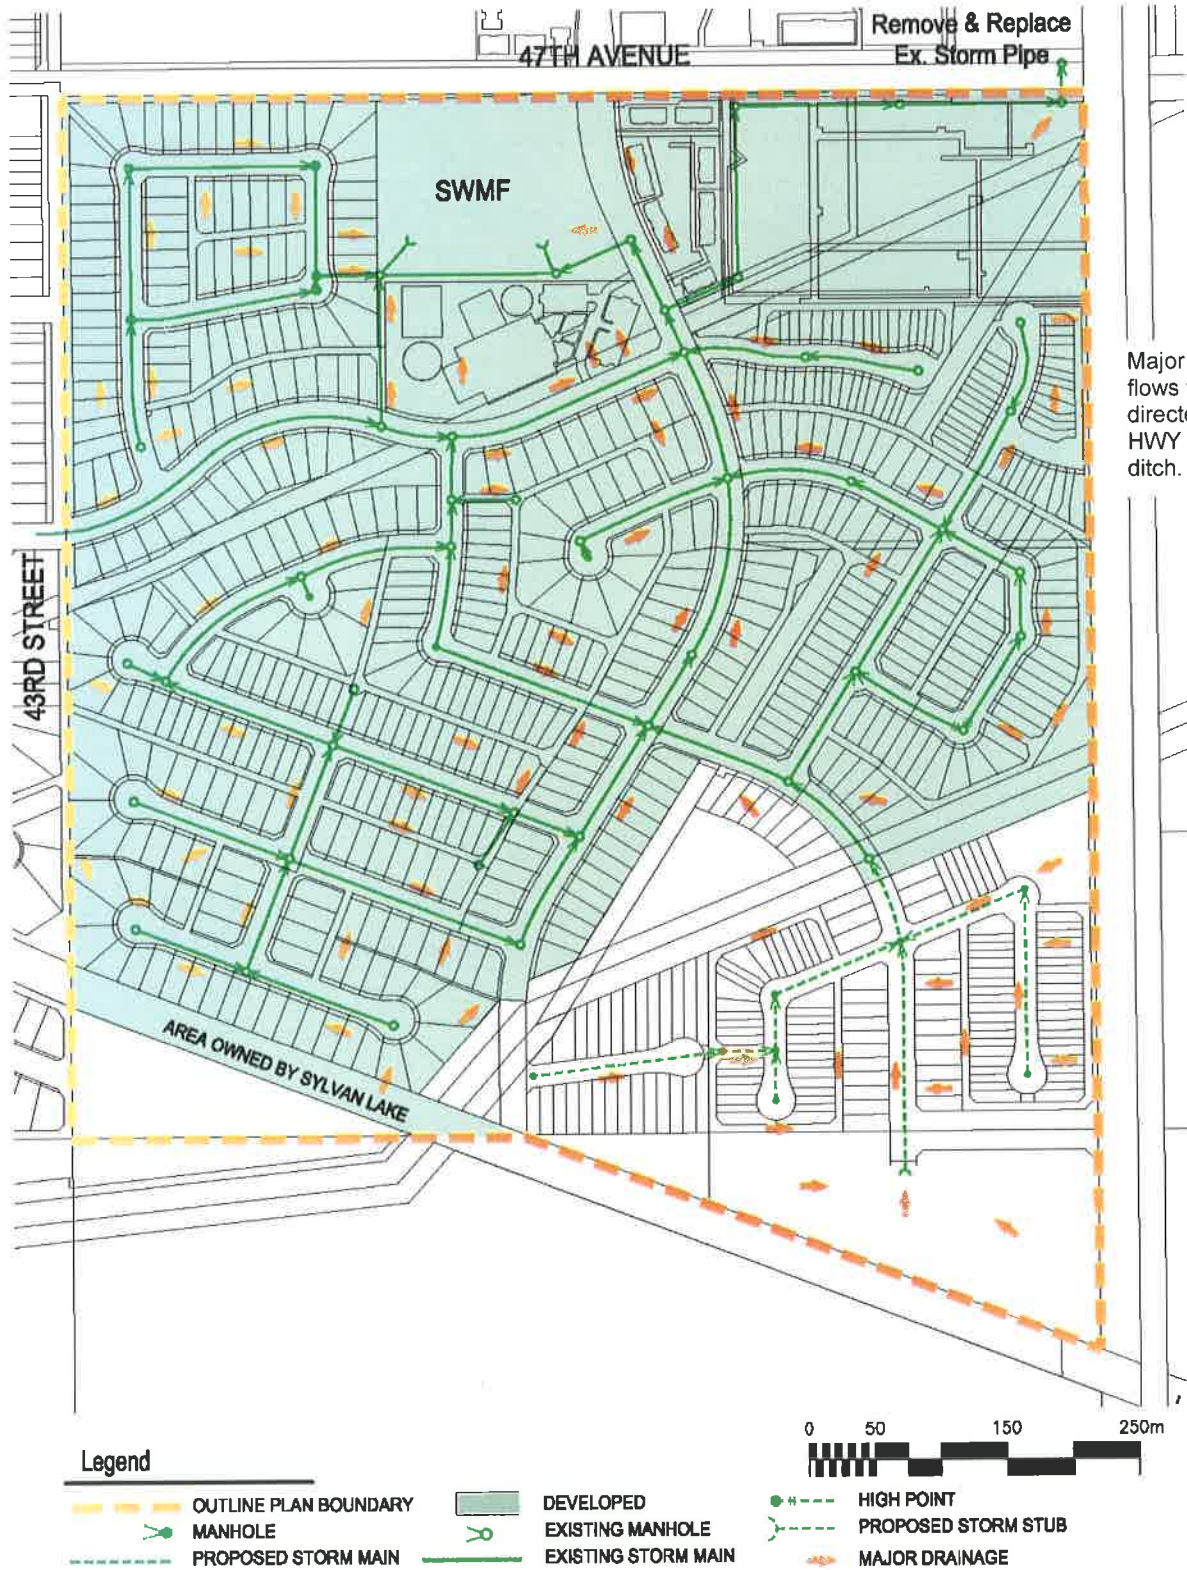 Remove & Replace
Ex. Storm Pipe
47TH AVENUE
SWMF
Major
flows
directe
HWY
ditch.
43RD STREET
AREA OWNED BY SYLVAN LAKE
0 50 150 250m
Legend
OUTLINE PLAN BOUNDARY
MANHOLE
PROPOSED STORM MAIN
DEVELOPED
EXISTING MANHOLE
EXISTING STORM MAIN
HIGH POINT
PROPOSED STORM STUB
MAJOR DRAINAGE